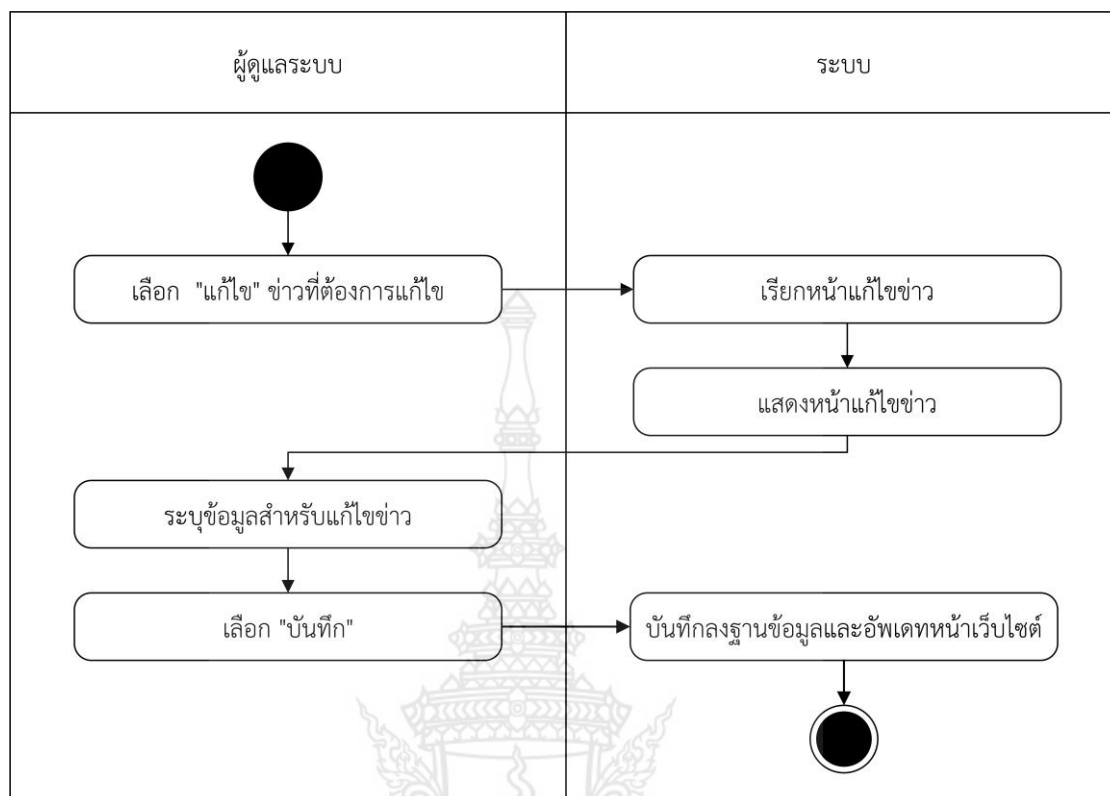 ผู้ดูแลระบบ
ระบบ
เลือก "แก้ไข" ข่าวที่ต้องการแก้ไข
เรียกหน้าแก้ไขข่าว
แสดงหน้าแก้ไขข่าว
ระบุข้อมูลสำหรับแก้ไขข่าว
เลือก "บันทึก"
บันทึกลงฐานข้อมูลและอัพเดทหน้าเว็บไซต์